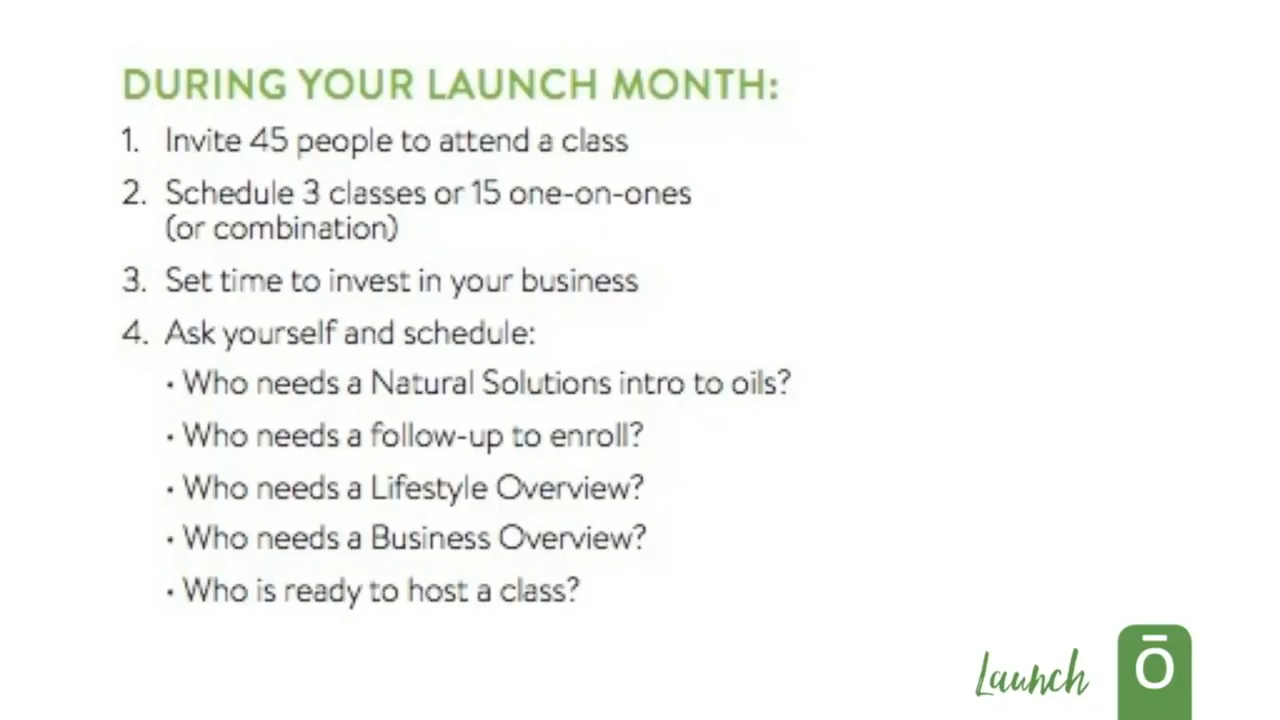 DURING YOUR LAUNCH MONTH:
1. Invite 45 people to attend a class
2. Schedule 3 classes or 15 one-on-ones
(or combination)
3. Set time to invest in your business
4. Ask yourself and schedule:
• Who needs a Natural Solutions intro to oils?
• Who needs a follow-up to enroll?
• Who needs a Lifestyle Overview?
• Who needs a Business Overview?
• Who is ready to host a class?
Launch
Ō